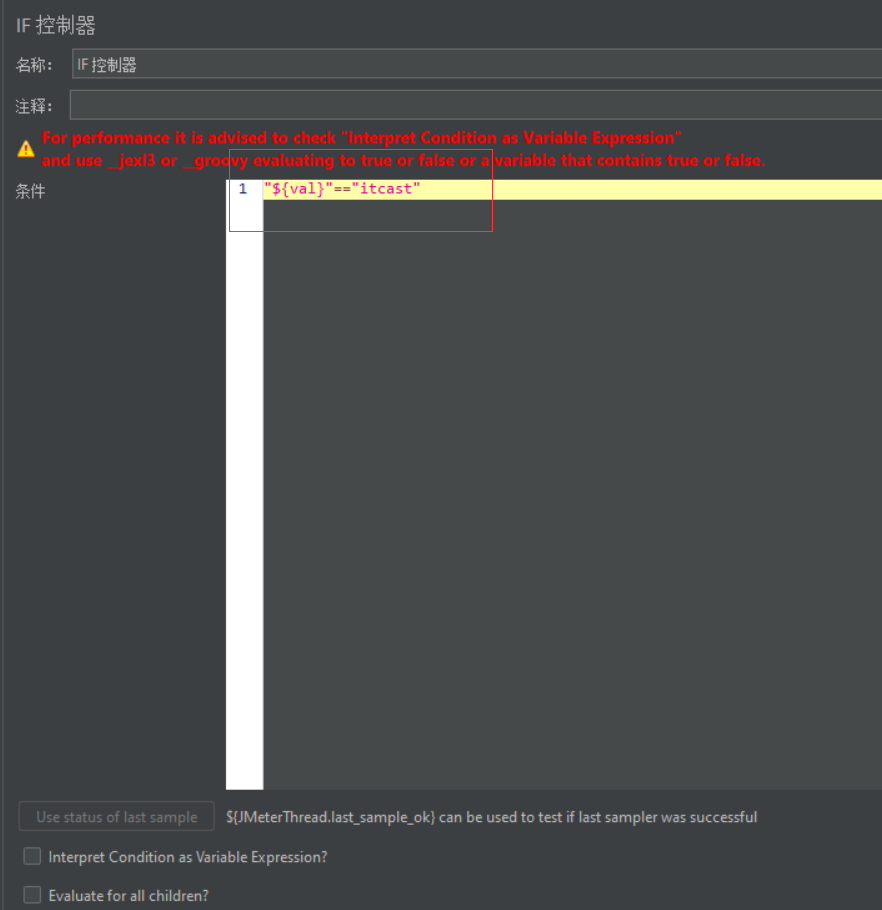 IF 控制器
名称： IF 控制器
注释：
For performance it is advised to check "Interpret Condition as Variable Expression"
and use __jexl3 or __groovy evaluating to true or false or a variable that contains true or false.
条件 1 "${val}"=="itcast"
Use status of last sample ${JMeterThread.last_sample_ok} can be used to test if last sampler was successful
Interpret Condition as Variable Expression?
Evaluate for all children?